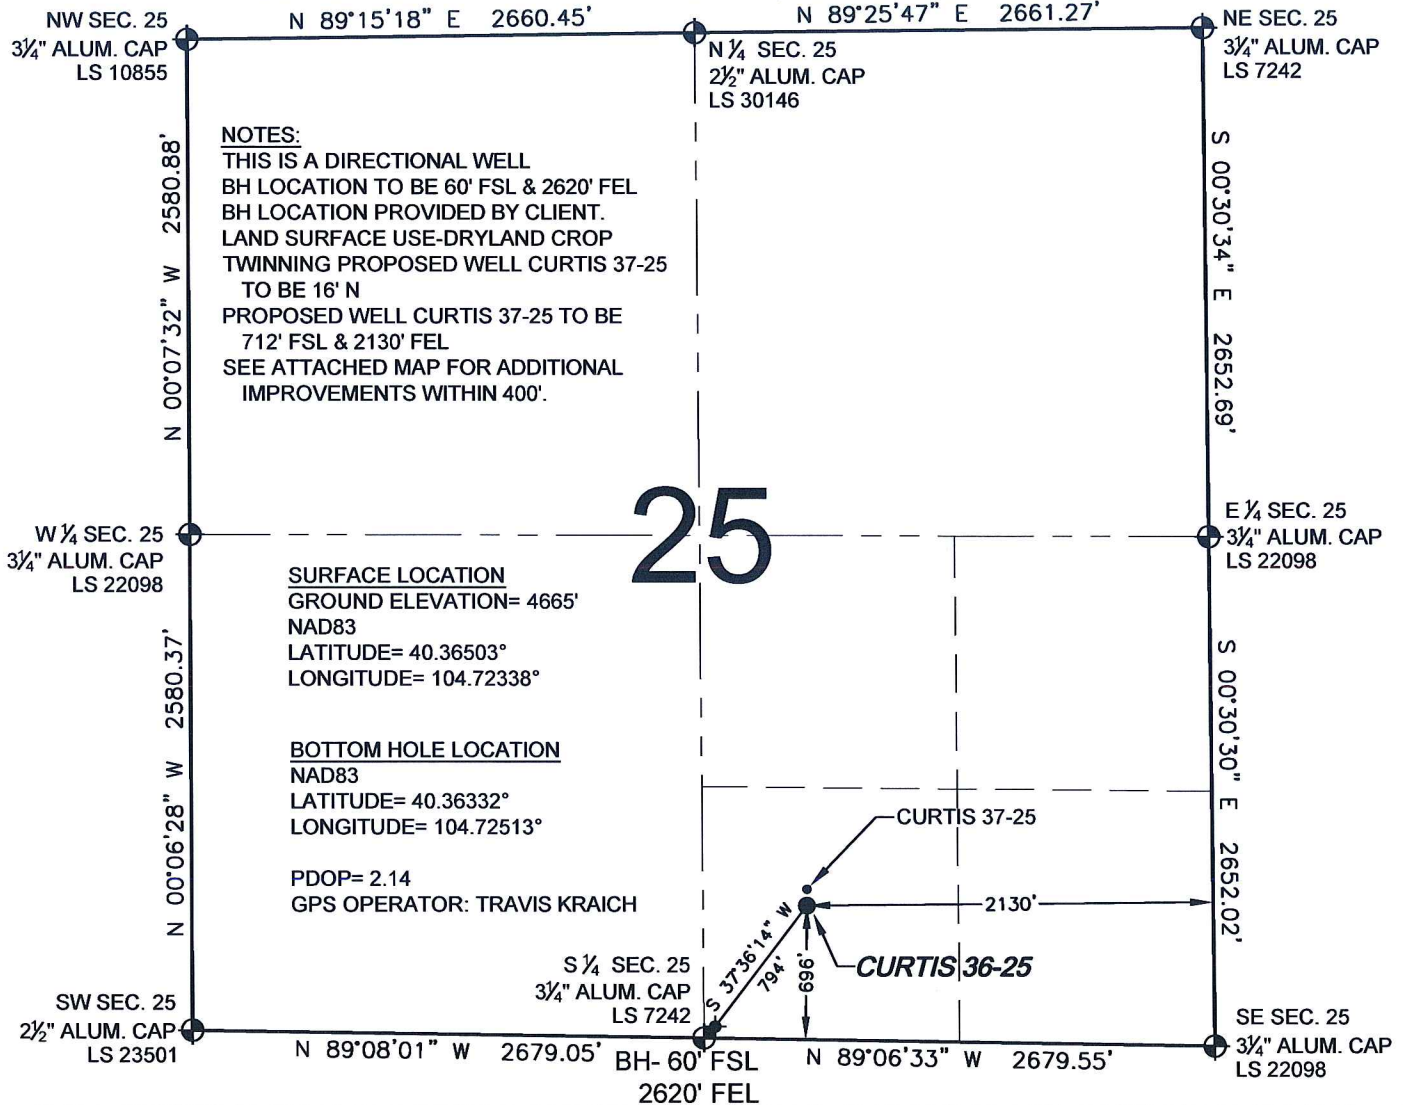 N 89°15'18" E 2660.45'
N 89°25'47" E 2661.27'
NW SEC. 25
3¼" ALUM. CAP
LS 10855
N ¼ SEC. 25
2½" ALUM. CAP
LS 30146
NE SEC. 25
3¼" ALUM. CAP
LS 7242
N 00°07'32" W 2580.88'
NOTES:
THIS IS A DIRECTIONAL WELL
BH LOCATION TO BE 60' FSL & 2620' FEL
BH LOCATION PROVIDED BY CLIENT.
LAND SURFACE USE-DRYLAND CROP
TWINNING PROPOSED WELL CURTIS 37-25
TO BE 16' N
PROPOSED WELL CURTIS 37-25 TO BE
712' FSL & 2130' FEL
SEE ATTACHED MAP FOR ADDITIONAL
IMPROVEMENTS WITHIN 400'.
S 00°30'34" E 2652.69'
25
W ¼ SEC. 25
3¼" ALUM. CAP
LS 22098
E ¼ SEC. 25
3¼" ALUM. CAP
LS 22098
SURFACE LOCATION
GROUND ELEVATION= 4665'
NAD83
LATITUDE= 40.36503°
LONGITUDE= 104.72338°
BOTTOM HOLE LOCATION
NAD83
LATITUDE= 40.36332°
LONGITUDE= 104.72513°
PDOP= 2.14
GPS OPERATOR: TRAVIS KRAICH
N 00°06'28" W 2580.37'
S 00°30'30" E 2652.02'
CURTIS 37-25
2130'
CURTIS 36-25
S 37°36'14" W
794'
696'
S ¼ SEC. 25
3¼" ALUM. CAP
LS 7242
SW SEC. 25
2½" ALUM. CAP
LS 23501
SE SEC. 25
3¼" ALUM. CAP
LS 22098
N 89°08'01" W 2679.05'
N 89°06'33" W 2679.55'
BH- 60' FSL
2620' FEL